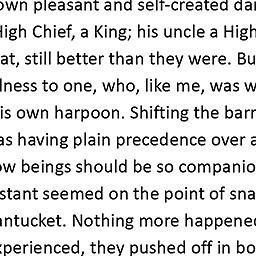 own pleasant and self-created da
High Chief, a King; his uncle a High
at, still better than they were. Bu
lness to one, who, like me, was w
is own harpoon. Shifting the barr
as having plain precedence over a
ow beings should be so companio
stant seemed on the point of sna
antucket. Nothing more happene
xperienced, they pushed off in bo